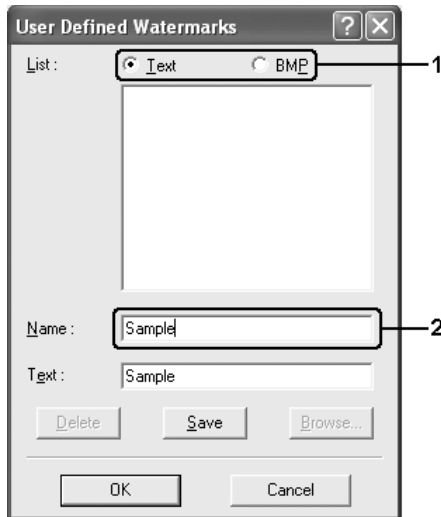 User Defined Watermarks
List : Text BMP 1
Name : Sample 2
Text : Sample
Delete Save Browse...
OK Cancel